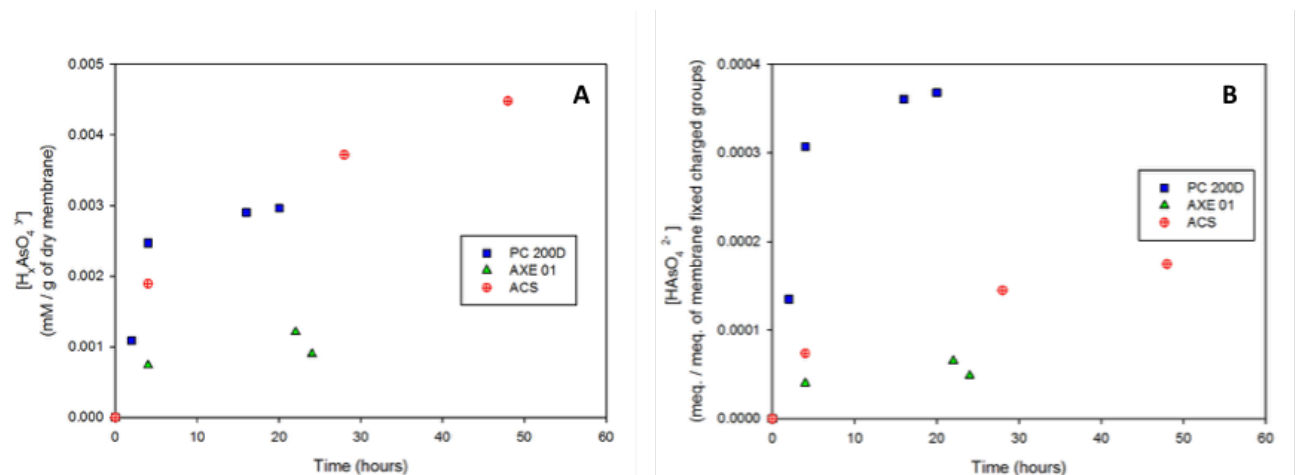 A
[HₓAsO₄ ʸ]
(mM / g of dry membrane)
0.005
0.004
0.003
0.002
0.001
0.000
PC 200D
AXE 01
ACS
0 10 20 30 40 50 60
Time (hours)
B
[HAsO₄ ²⁻]
(meq. / meq. of membrane fixed charged groups)
0.0004
0.0003
0.0002
0.0001
0.0000
PC 200D
AXE 01
ACS
0 10 20 30 40 50 60
Time (hours)